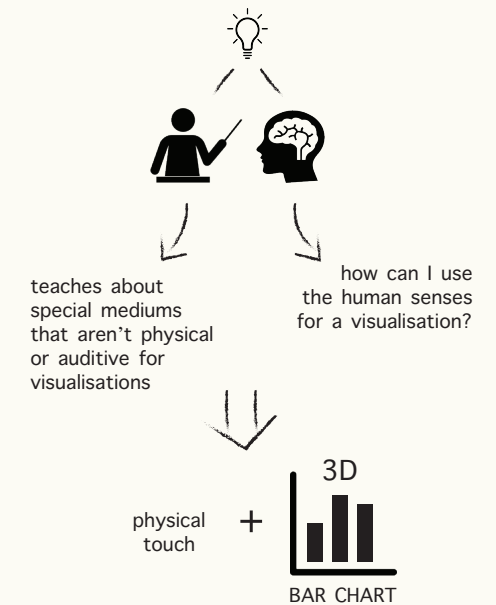 teaches about
special mediums
that aren't physical
or auditive for
visualisations
how can I use
the human senses
for a visualisation?
physical
touch
+
3D
BAR CHART